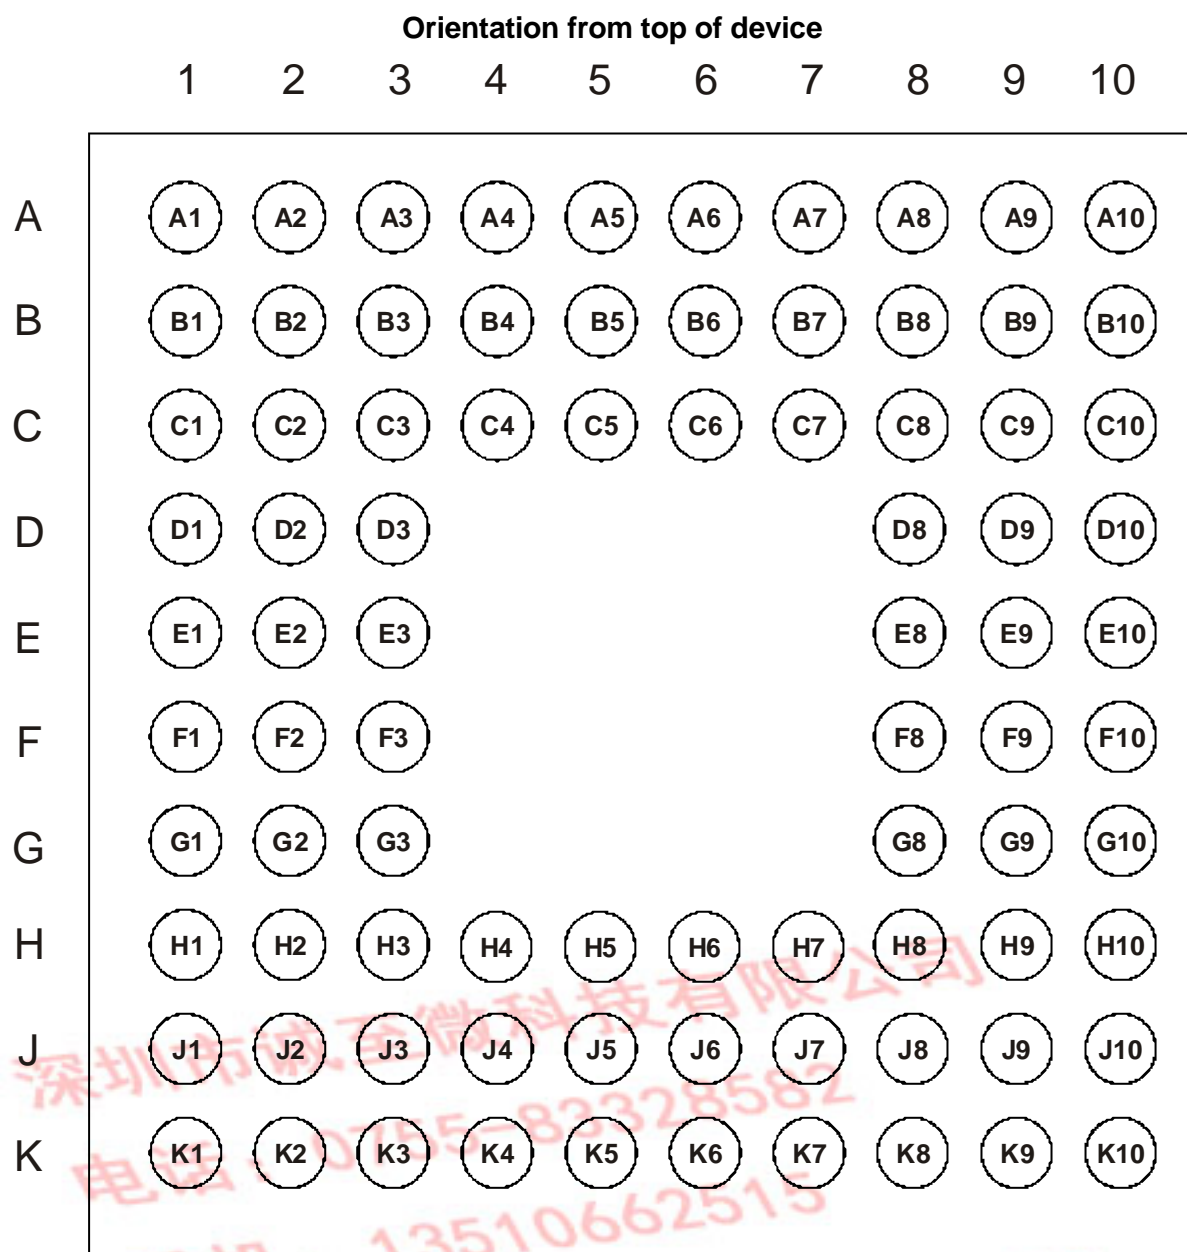 Orientation from top of device
1 2 3 4 5 6 7 8 9 10
A A1 A2 A3 A4 A5 A6 A7 A8 A9 A10
B B1 B2 B3 B4 B5 B6 B7 B8 B9 B10
C C1 C2 C3 C4 C5 C6 C7 C8 C9 C10
D D1 D2 D3 D8 D9 D10
E E1 E2 E3 E8 E9 E10
F F1 F2 F3 F8 F9 F10
G G1 G2 G3 G8 G9 G10
H H1 H2 H3 H4 H5 H6 H7 H8 H9 H10
J J1 J2 J3 J4 J5 J6 J7 J8 J9 J10
K K1 K2 K3 K4 K5 K6 K7 K8 K9 K10
深圳市诚至微科技有限公司
电话：0755-83328582
13510662515